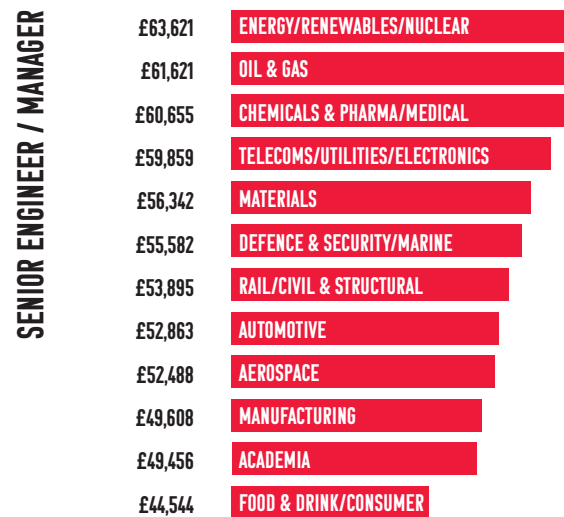 SENIOR ENGINEER / MANAGER
£63,621 ENERGY/RENEWABLES/NUCLEAR
£61,621 OIL & GAS
£60,655 CHEMICALS & PHARMA/MEDICAL
£59,859 TELECOMS/UTILITIES/ELECTRONICS
£56,342 MATERIALS
£55,582 DEFENCE & SECURITY/MARINE
£53,895 RAIL/CIVIL & STRUCTURAL
£52,863 AUTOMOTIVE
£52,488 AEROSPACE
£49,608 MANUFACTURING
£49,456 ACADEMIA
£44,544 FOOD & DRINK/CONSUMER